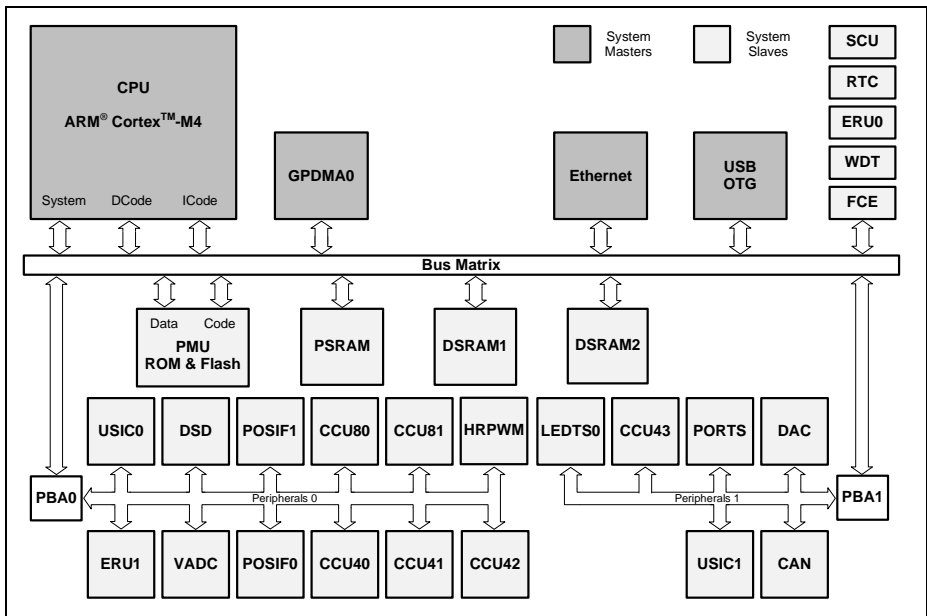 CPU
ARM® Cortex™-M4
System DCode ICode
GPDMA0
Ethernet
USB
OTG
System
Masters
System
Slaves
SCU
RTC
ERU0
WDT
FCE
Bus Matrix
Data Code
PMU
ROM & Flash
PSRAM
DSRAM1
DSRAM2
USIC0
DSD
POSIF1
CCU80
CCU81
HRPWM
LEDTS0
CCU43
PORTS
DAC
PBA0
Peripherals 0
Peripherals 1
PBA1
ERU1
VADC
POSIF0
CCU40
CCU41
CCU42
USIC1
CAN